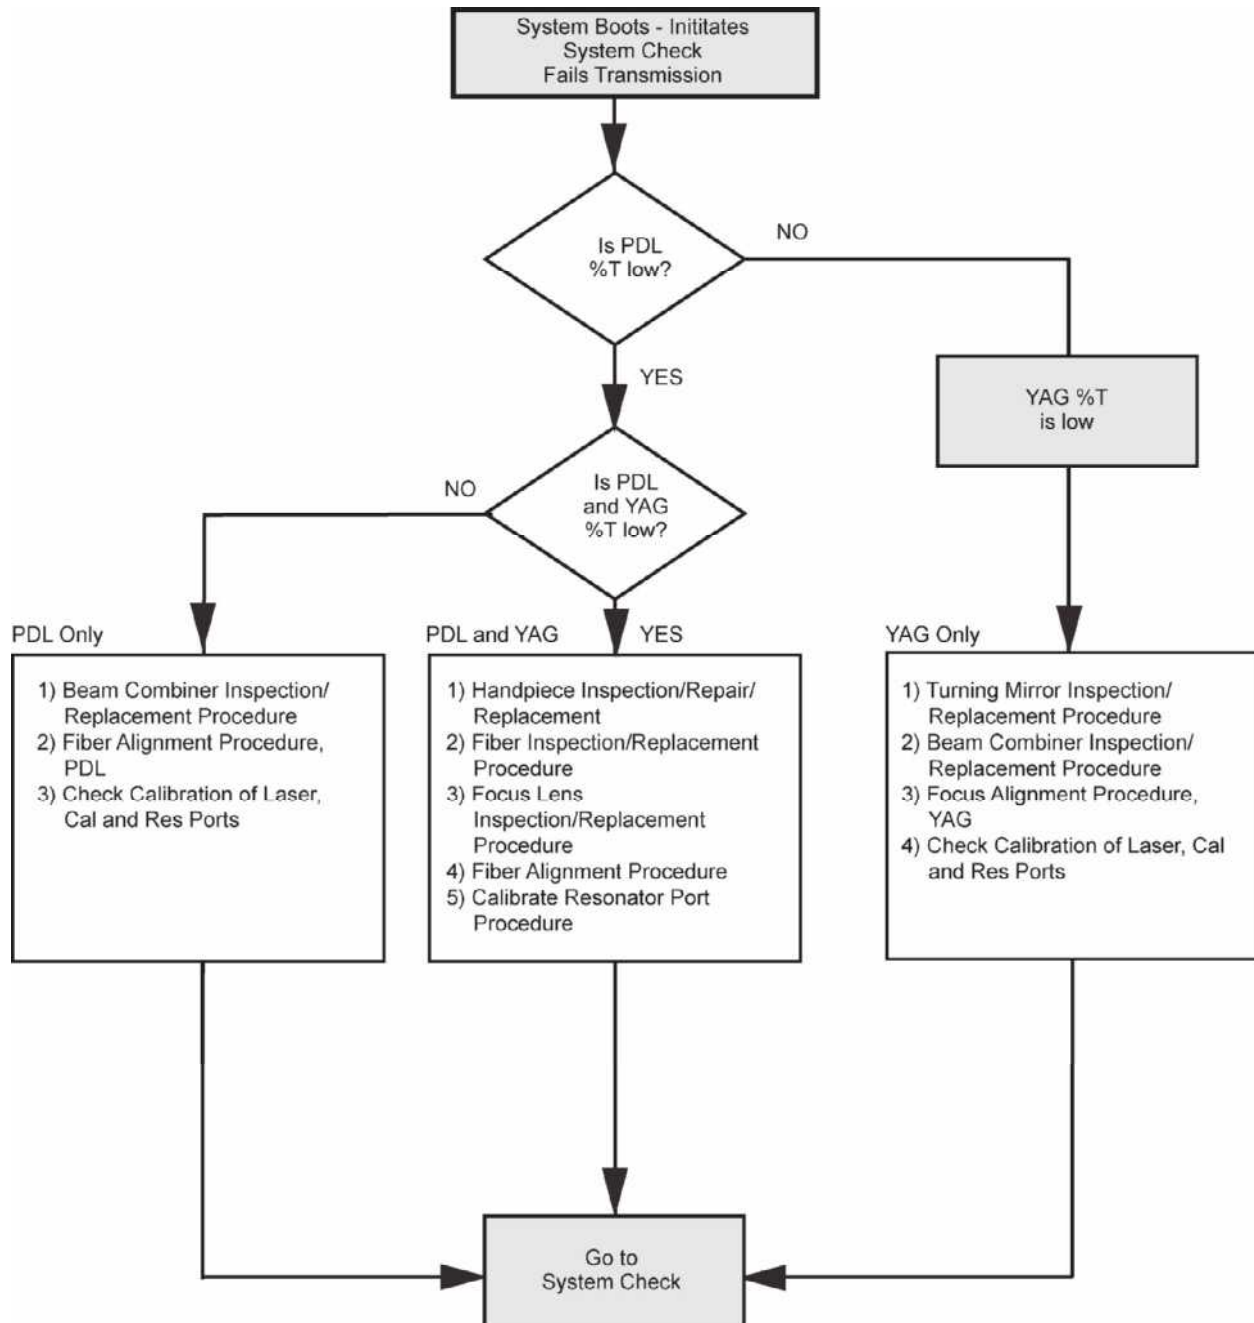 System Boots - Inititates
System Check
Fails Transmission
Is PDL
%T low?
NO
YES
YAG %T
is low
Is PDL
and YAG
%T low?
NO
YES
PDL Only
1) Beam Combiner Inspection/
Replacement Procedure
2) Fiber Alignment Procedure,
PDL
3) Check Calibration of Laser,
Cal and Res Ports
PDL and YAG
1) Handpiece Inspection/Repair/
Replacement
2) Fiber Inspection/Replacement
Procedure
3) Focus Lens
Inspection/Replacement
Procedure
4) Fiber Alignment Procedure
5) Calibrate Resonator Port
Procedure
YAG Only
1) Turning Mirror Inspection/
Replacement Procedure
2) Beam Combiner Inspection/
Replacement Procedure
3) Focus Alignment Procedure,
YAG
4) Check Calibration of Laser, Cal
and Res Ports
Go to
System Check